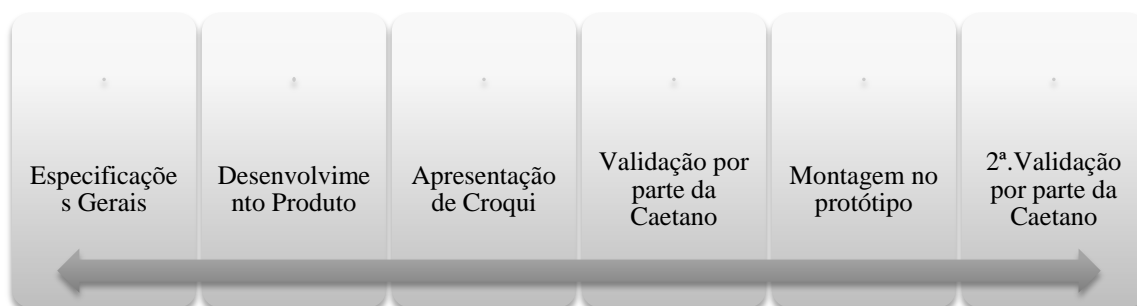 Especificaçõe
s Gerais
Desenvolvime
nto Produto
Apresentação
de Croqui
Validação por
parte da
Caetano
Montagem no
protótipo
2ª.Validação
por parte da
Caetano